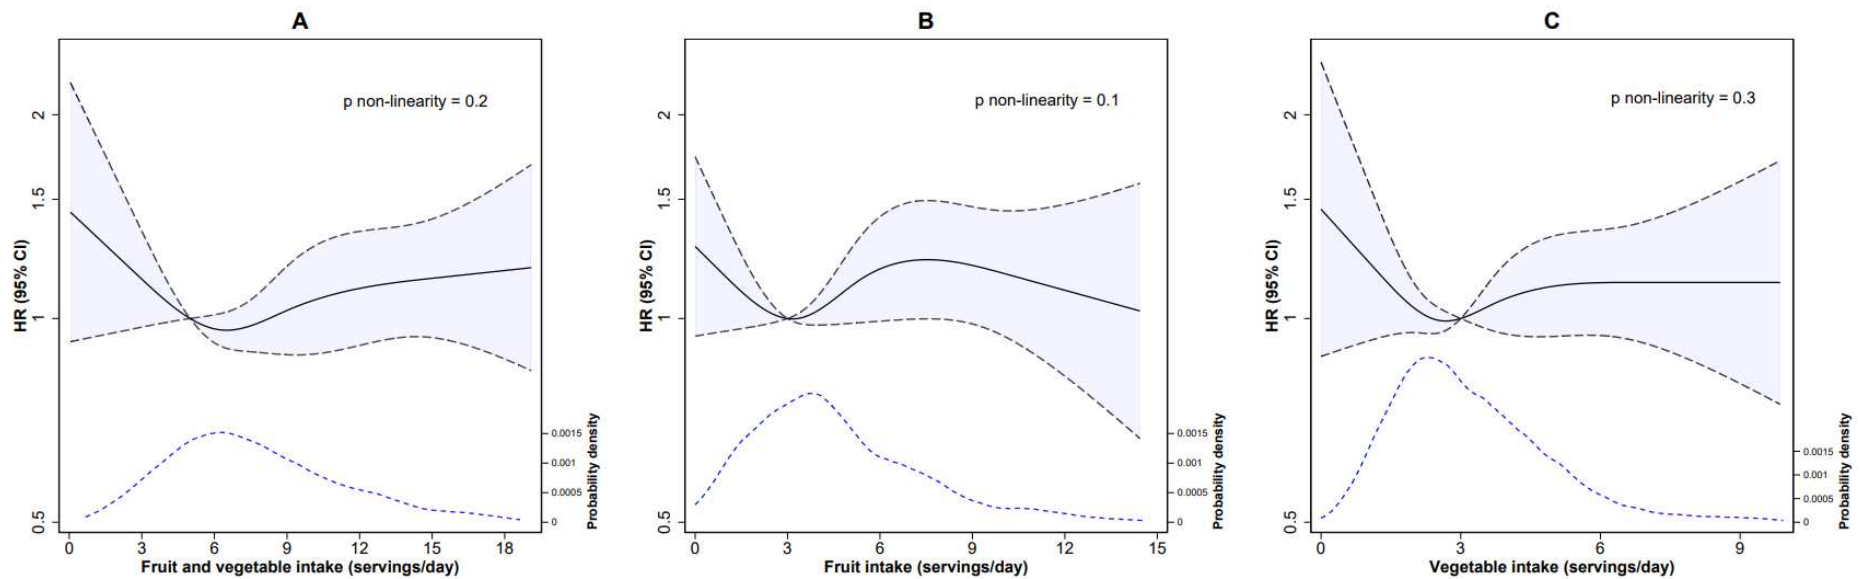 A
p non-linearity = 0.2
HR (95% CI)
2
1.5
1
0.5
0.0015
0.001
0.0005
0
Probability density
0 3 6 9 12 15 18
Fruit and vegetable intake (servings/day)
B
p non-linearity = 0.1
HR (95% CI)
2
1.5
1
0.5
0.0015
0.001
0.0005
0
Probability density
0 3 6 9 12 15
Fruit intake (servings/day)
C
p non-linearity = 0.3
HR (95% CI)
2
1.5
1
0.5
0.0015
0.001
0.0005
0
Probability density
0 3 6 9
Vegetable intake (servings/day)